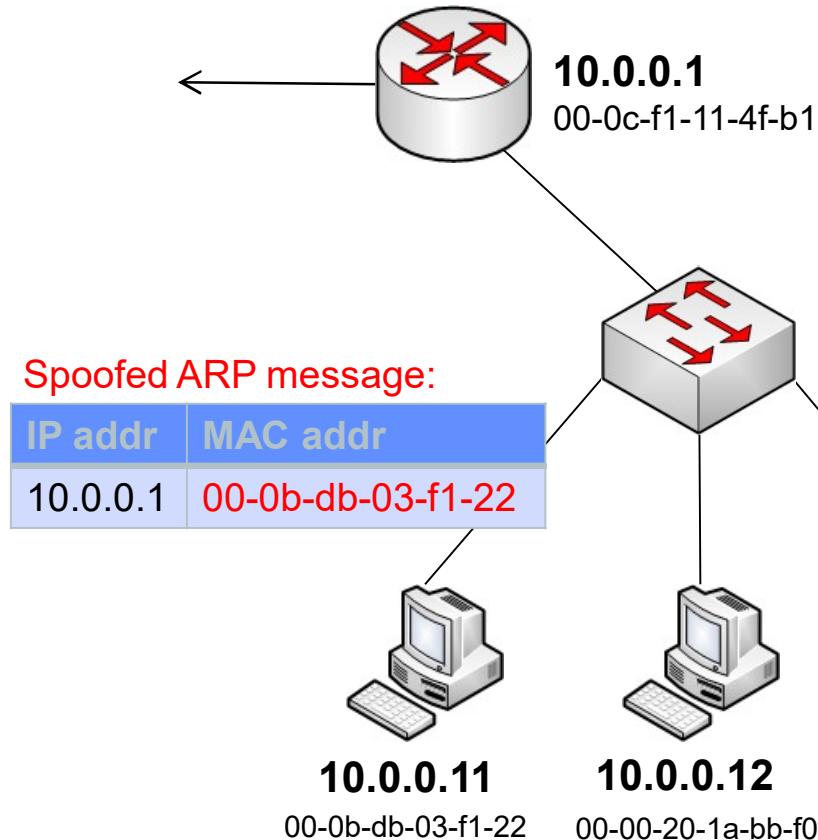 10.0.0.1
00-0c-f1-11-4f-b1
Spoofed ARP message:
IP addr MAC addr
10.0.0.1 00-0b-db-03-f1-22
10.0.0.11 10.0.0.12
00-0b-db-03-f1-22 00-00-20-1a-bb-f0